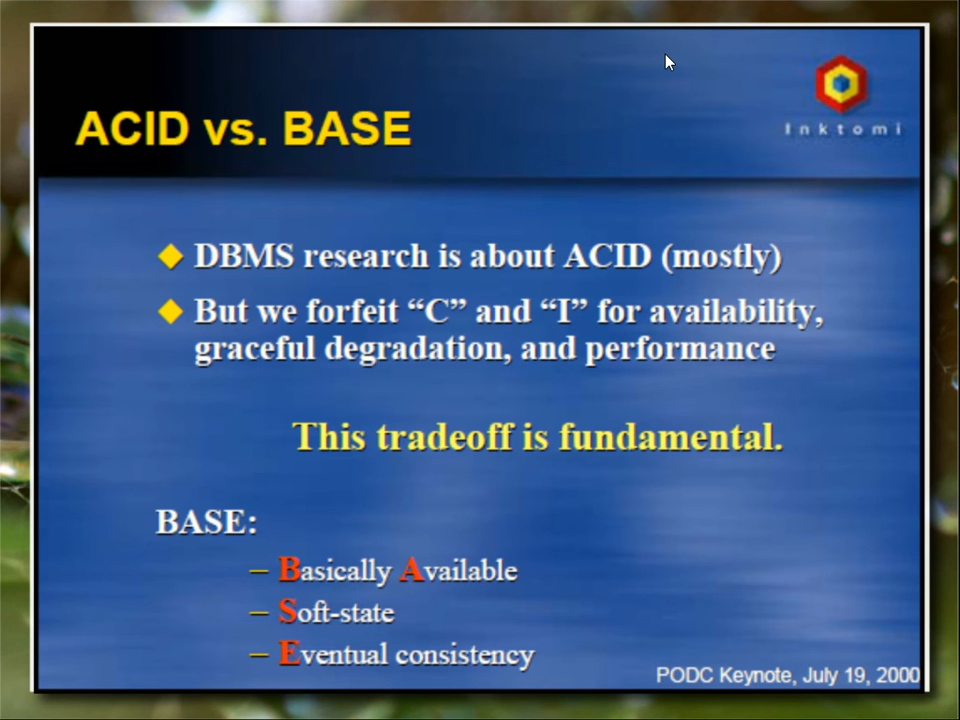 Inktomi
ACID vs. BASE
DBMS research is about ACID (mostly)
But we forfeit “C” and “I” for availability,
graceful degradation, and performance
This tradeoff is fundamental.
BASE:
– Basically Available
– Soft-state
– Eventual consistency
PODC Keynote, July 19, 2000